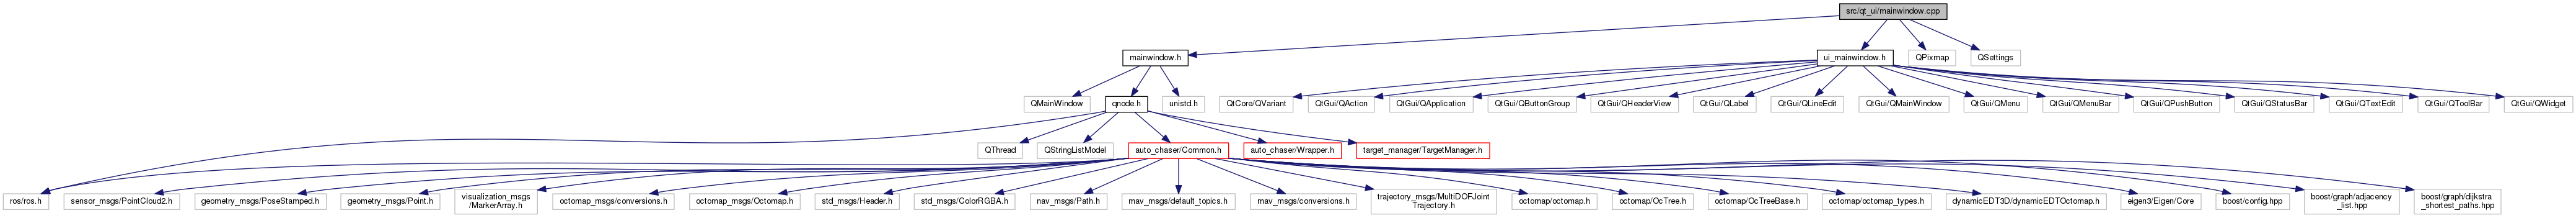 src/qt_ui/mainwindow.cpp
mainwindow.h
ui_mainwindow.h
QPixmap
QSettings
QMainWindow
qnode.h
unistd.h
QtCore/QVariant
QtGui/QAction
QtGui/QApplication
QtGui/QButtonGroup
QtGui/QHeaderView
QtGui/QLabel
QtGui/QLineEdit
QtGui/QMainWindow
QtGui/QMenu
QtGui/QMenuBar
QtGui/QPushButton
QtGui/QStatusBar
QtGui/QTextEdit
QtGui/QToolBar
QtGui/QWidget
QThread
QStringListModel
auto_chaser/Common.h
auto_chaser/Wrapper.h
target_manager/TargetManager.h
ros/ros.h
sensor_msgs/PointCloud2.h
geometry_msgs/PoseStamped.h
geometry_msgs/Point.h
visualization_msgs
/MarkerArray.h
octomap_msgs/conversions.h
octomap_msgs/Octomap.h
std_msgs/Header.h
std_msgs/ColorRGBA.h
nav_msgs/Path.h
mav_msgs/default_topics.h
mav_msgs/conversions.h
trajectory_msgs/MultiDOFJoint
Trajectory.h
octomap/octomap.h
octomap/OcTree.h
octomap/OcTreeBase.h
octomap/octomap_types.h
dynamicEDT3D/dynamicEDTOctomap.h
eigen3/Eigen/Core
boost/config.hpp
boost/graph/adjacency
_list.hpp
boost/graph/dijkstra
_shortest_paths.hpp